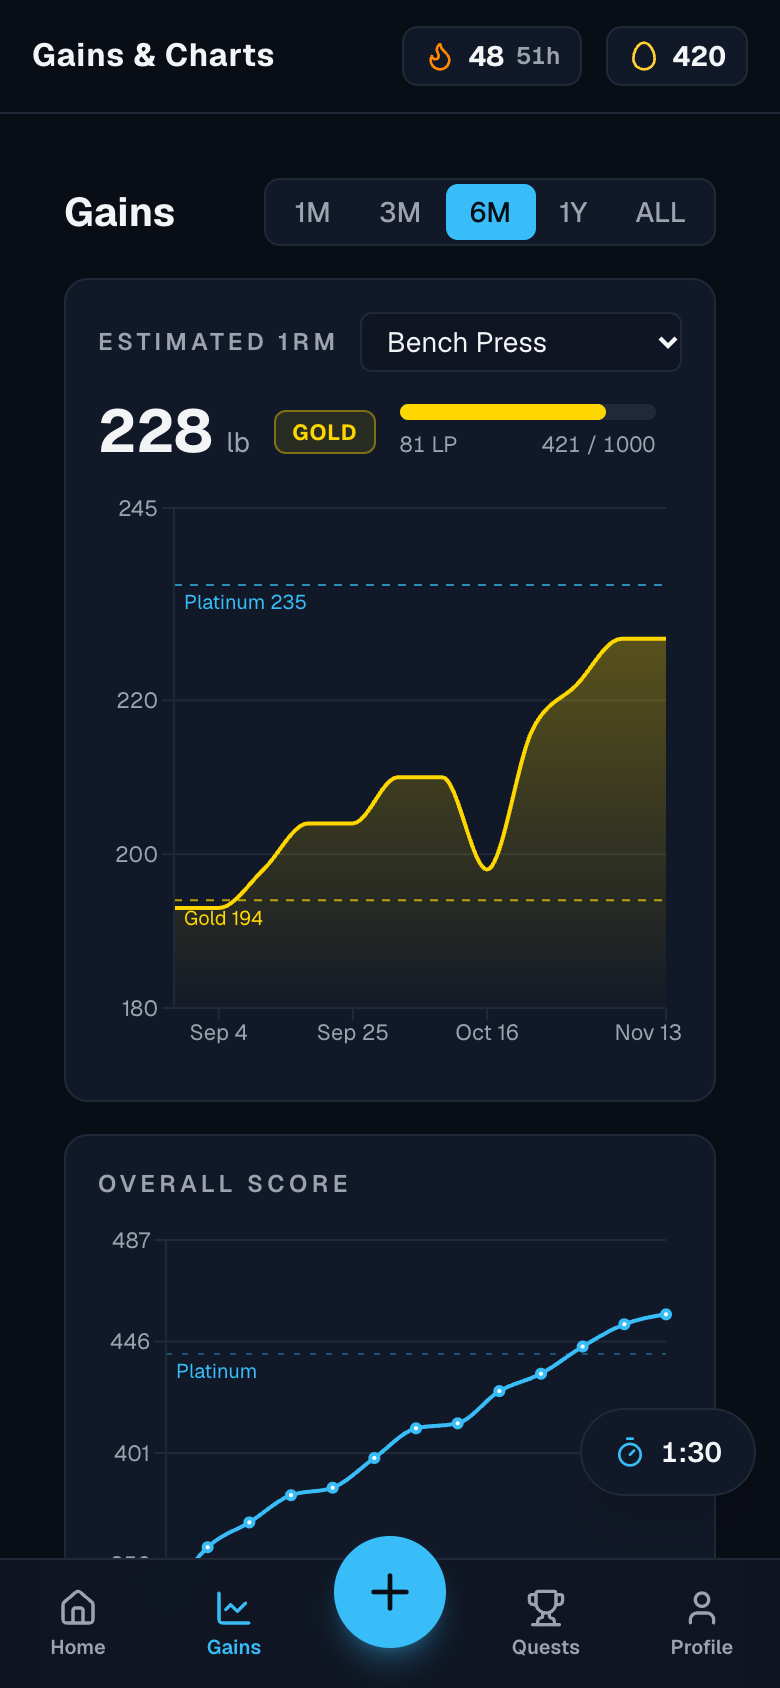 Gains & Charts
48 51h
420
Gains
1M 3M 6M 1Y ALL
ESTIMATED 1RM
Bench Press
228 lb
GOLD
81 LP
421 / 1000
245
Platinum 235
220
200
Gold 194
180
Sep 4 Sep 25 Oct 16 Nov 13
OVERALL SCORE
487
446
Platinum
401
1:30
Home Gains Quests Profile